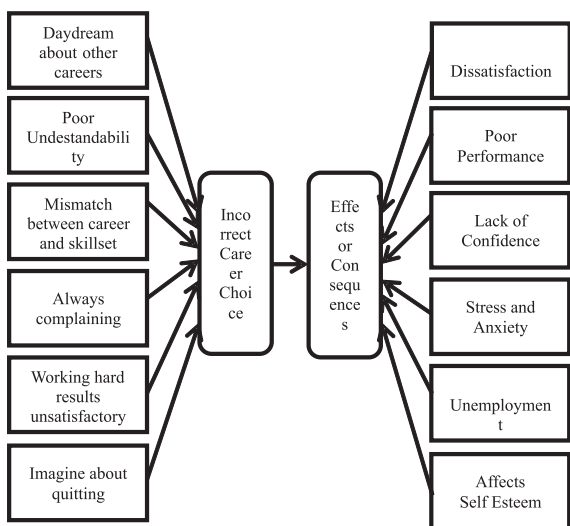 Daydream
about other
careers
Poor
Undestandabili
ty
Mismatch
between career
and skillset
Always
complaining
Working hard
results
unsatisfactory
Imagine about
quitting
Inco
rrect
Care
er
Choi
ce
Effe
cts
or
Con
sequ
ence
s
Dissatisfaction
Poor
Performance
Lack of
Confidence
Stress and
Anxiety
Unemploymen
t
Affects
Self Esteem